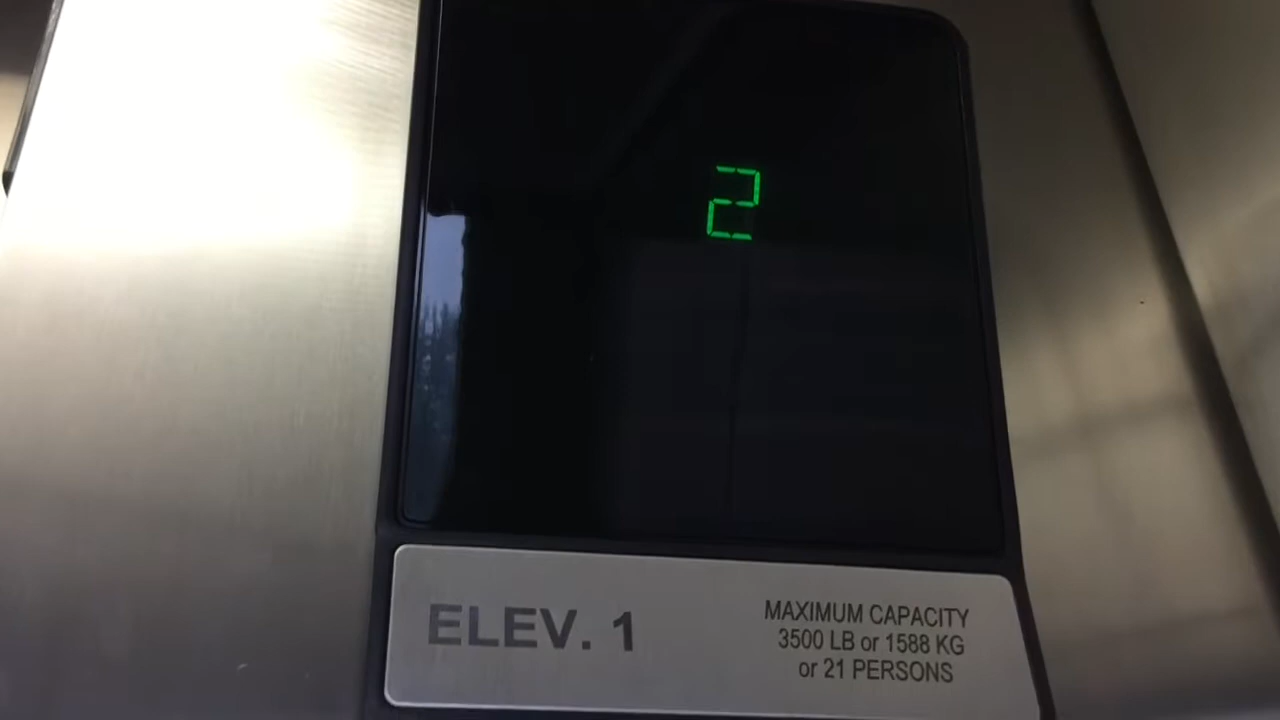 2
ELEV. 1
MAXIMUM CAPACITY
3500 LB or 1588 KG
or 21 PERSONS